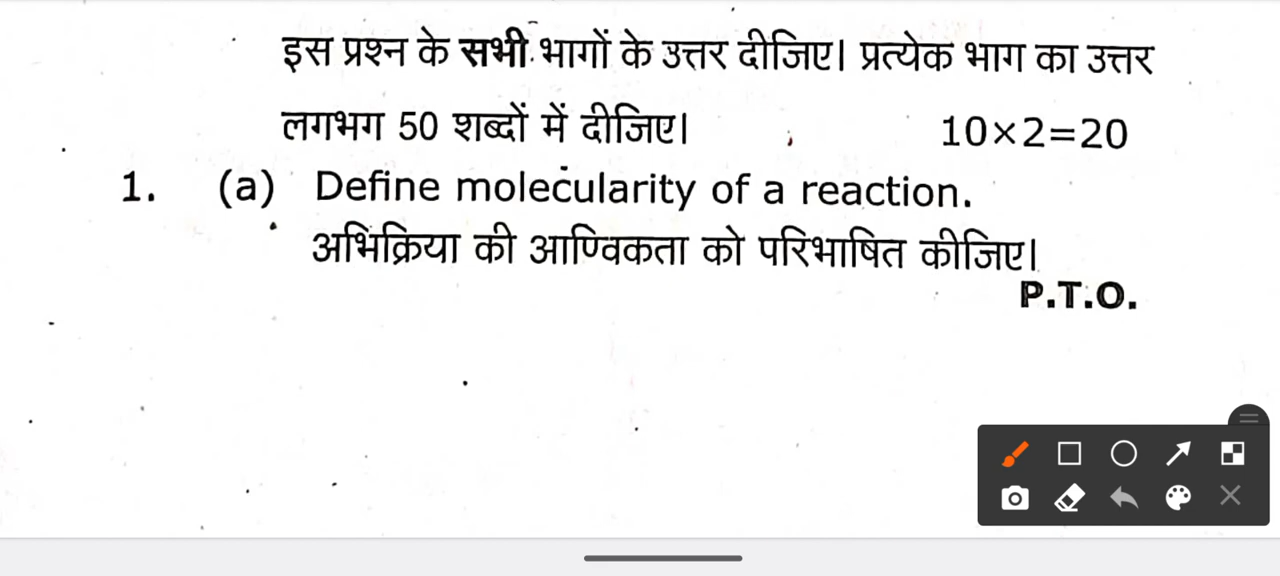 इस प्रश्न के सभी भागों के उत्तर दीजिए। प्रत्येक भाग का उत्तर
लगभग 50 शब्दों में दीजिए। 10×2=20
1. (a) Define molecularity of a reaction.
अभिक्रिया की आण्विकता को परिभाषित कीजिए।
P.T.O.